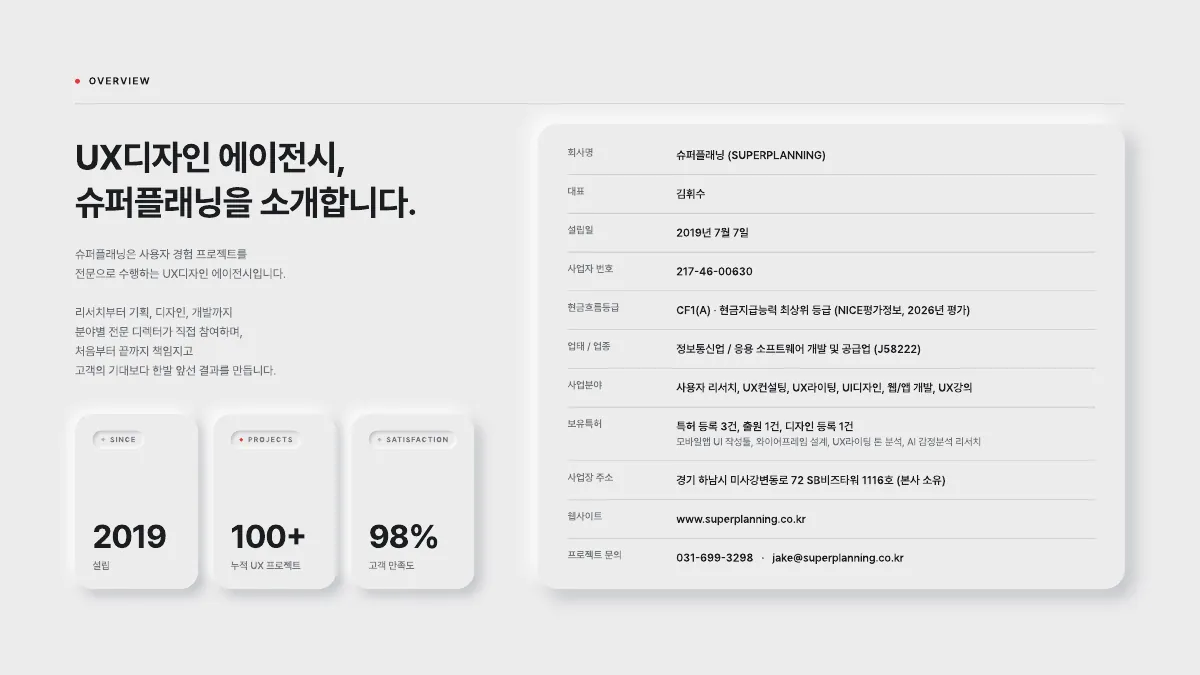 OVERVIEW
UX디자인 에이전시,
슈퍼플래닝을 소개합니다.
슈퍼플래닝은 사용자 경험 프로젝트를
전문으로 수행하는 UX디자인 에이전시입니다.
리서치부터 기획, 디자인, 개발까지
분야별 전문 디렉터가 직접 참여하며,
처음부터 끝까지 책임지고
고객의 기대보다 한발 앞선 결과를 만듭니다.
SINCE
2019
설립
PROJECTS
100+
누적 UX 프로젝트
SATISFACTION
98%
고객 만족도
회사명 슈퍼플래닝 (SUPERPLANNING)
대표 김휘수
설립일 2019년 7월 7일
사업자 번호 217-46-00630
현금흐름등급 CF1(A) · 현금지급능력 최상위 등급 (NICE평가정보, 2026년 평가)
업태 / 업종 정보통신업 / 응용 소프트웨어 개발 및 공급업 (J58222)
사업분야 사용자 리서치, UX컨설팅, UX라이팅, UI디자인, 웹/앱 개발, UX강의
보유특허 특허 등록 3건, 출원 1건, 디자인 등록 1건
모바일앱 UI 작성툴, 와이어프레임 설계, UX라이팅 톤 분석, AI 감정분석 리서치
사업장 주소 경기 하남시 미사강변동로 72 SB비즈타워 1116호 (본사 소유)
웹사이트 www.superplanning.co.kr
프로젝트 문의 031-699-3298 · jake@superplanning.co.kr